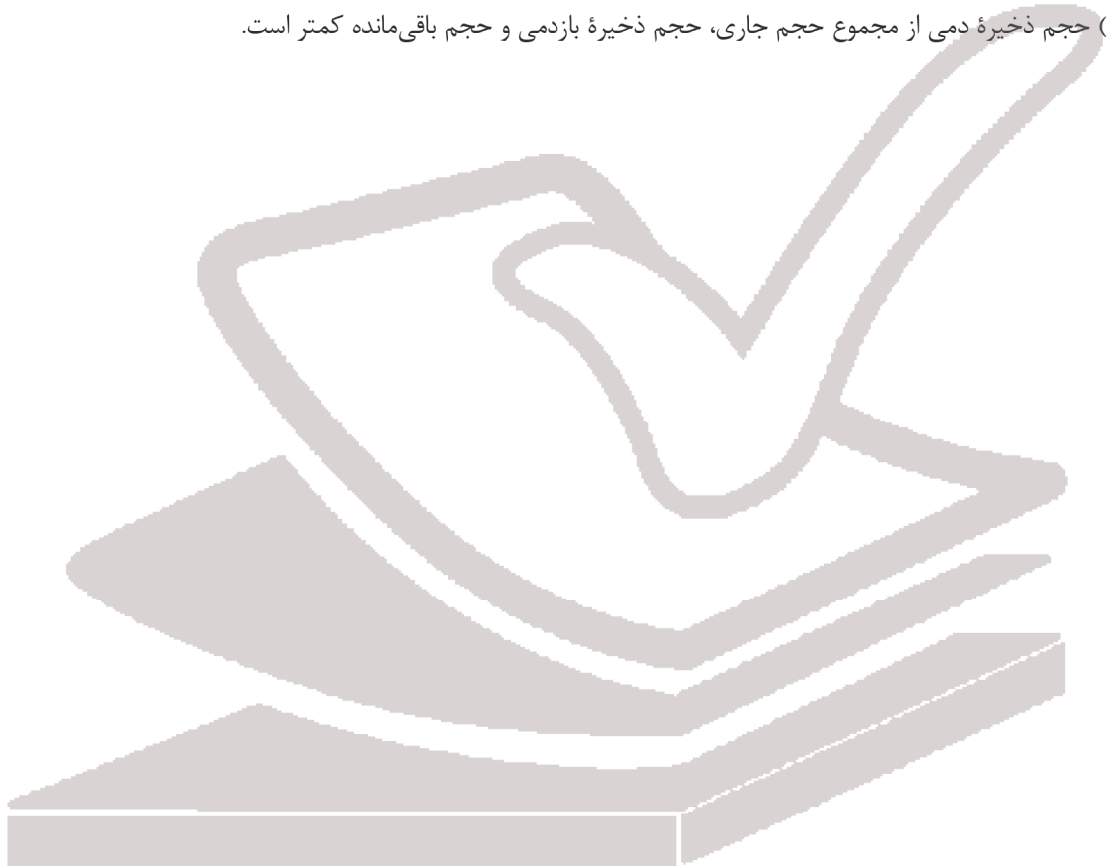 ) حجم ذخیرهٔ دمی از مجموع حجم جاری، حجم ذخیرهٔ بازدمی و حجم باقی‌مانده کمتر است.